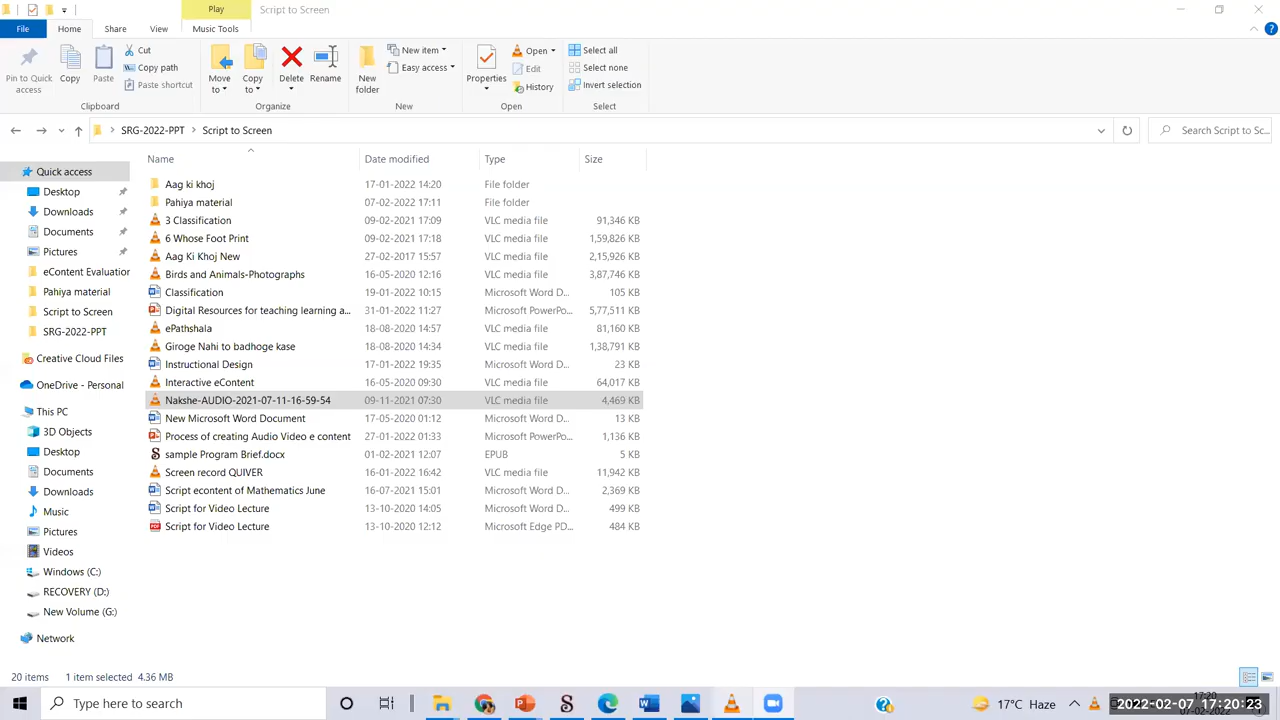 Play
Script to Screen
File
Home
Share
View
Music Tools
Pin to Quick access
Copy
Paste
Cut
Copy path
Paste shortcut
Clipboard
Move to
Copy to
Delete
Rename
Organize
New folder
New item
Easy access
New
Properties
Open
Edit
History
Open
Select all
Select none
Invert selection
Select
SRG-2022-PPT > Script to Screen
Search Script to Sc...
Name Date modified Type Size
Quick access
Desktop
Downloads
Documents
Pictures
eContent Evaluation
Pahiya material
Script to Screen
SRG-2022-PPT
Creative Cloud Files
OneDrive - Personal
This PC
3D Objects
Desktop
Documents
Downloads
Music
Pictures
Videos
Windows (C:)
RECOVERY (D:)
New Volume (G:)
Network
Aag ki khoj 17-01-2022 14:20 File folder
Pahiya material 07-02-2022 17:11 File folder
3 Classification 09-02-2021 17:09 VLC media file 91,346 KB
6 Whose Foot Print 09-02-2021 17:18 VLC media file 1,59,826 KB
Aag Ki Khoj New 27-02-2017 15:57 VLC media file 2,15,926 KB
Birds and Animals-Photographs 16-05-2020 12:16 VLC media file 3,87,746 KB
Classification 19-01-2022 10:15 Microsoft Word D... 105 KB
Digital Resources for teaching learning a... 31-01-2022 11:27 Microsoft PowerPo... 5,77,511 KB
ePathshala 18-08-2020 14:57 VLC media file 81,160 KB
Giroge Nahi to badhoge kase 18-08-2020 14:34 VLC media file 1,38,791 KB
Instructional Design 17-01-2022 19:35 Microsoft Word D... 23 KB
Interactive eContent 16-05-2020 09:30 VLC media file 64,017 KB
Nakshe-AUDIO-2021-07-11-16-59-54 09-11-2021 07:30 VLC media file 4,469 KB
New Microsoft Word Document 17-05-2020 01:12 Microsoft Word D... 13 KB
Process of creating Audio Video e content 27-01-2022 01:33 Microsoft PowerPo... 1,136 KB
sample Program Brief.docx 01-02-2021 12:07 EPUB 5 KB
Screen record QUIVER 16-01-2022 16:42 VLC media file 11,942 KB
Script econtent of Mathematics June 16-07-2021 15:01 Microsoft Word D... 2,369 KB
Script for Video Lecture 13-10-2020 14:05 Microsoft Word D... 499 KB
Script for Video Lecture 13-10-2020 12:12 Microsoft Edge PD... 484 KB
20 items 1 item selected 4.36 MB
Type here to search
17°C Haze
17:20
07-02-2022
2022-02-07 17:20:23